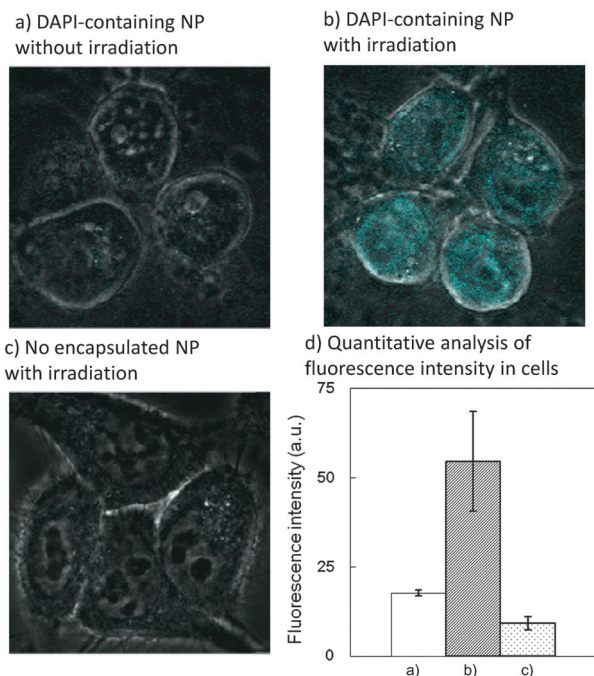 a) DAPI-containing NP
without irradiation
b) DAPI-containing NP
with irradiation
c) No encapsulated NP
with irradiation
d) Quantitative analysis of
fluorescence intensity in cells
Fluorescence intensity (a.u.)
75
50
25
0
a)
b)
c)